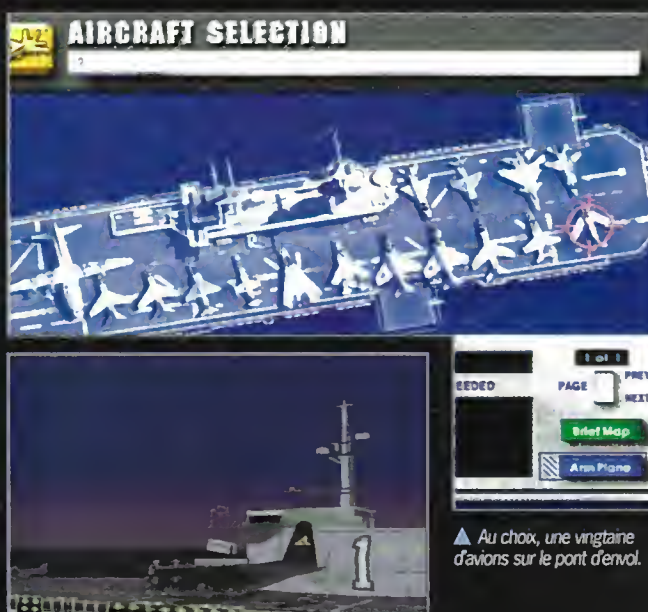 AIRCRAFT SELECTION
?
1 of 1
EEDED
PAGE
PREV
NEXT
Brief Map
Arm Plane
1
Au choix, une vingtaine
d'avions sur le pont d'envol.